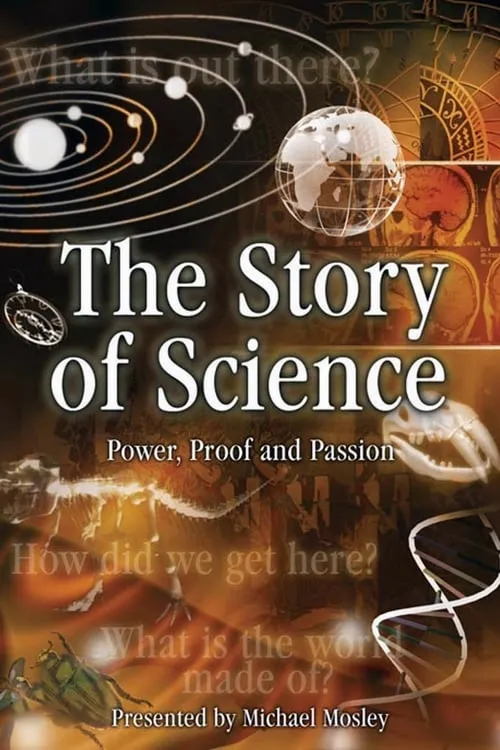 What is out there?
The Story
of Science
Power, Proof and Passion
How did we get here?
What is the world
made of?
Presented by Michael Mosley